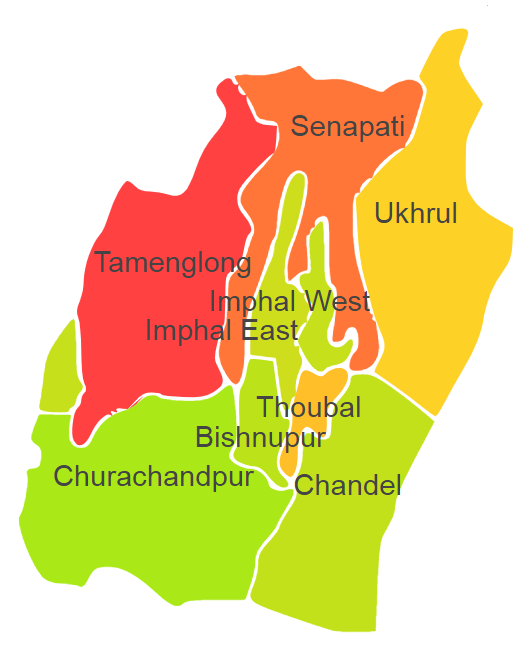 Senapati
Ukhrul
Tamenglong
Imphal West
Imphal East
Thoubal
Bishnupur
Churachandpur
Chandel